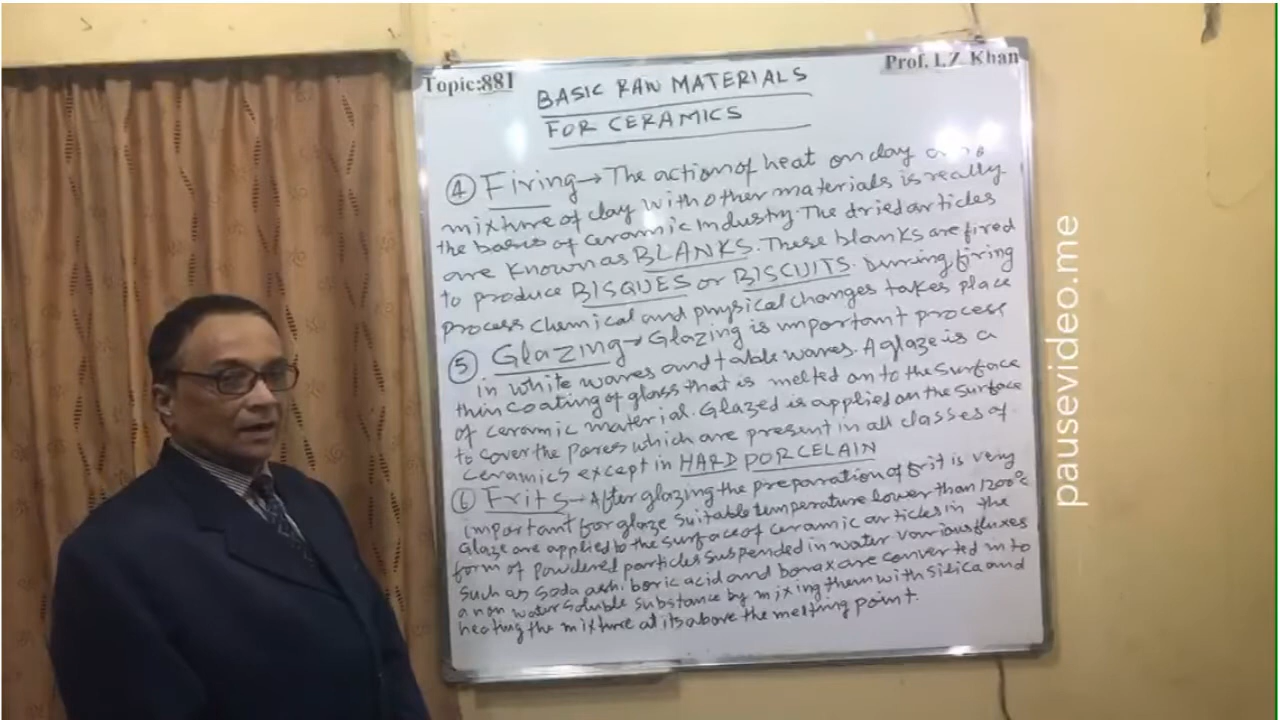 Topic:881
Prof. I.Z. Khan
BASIC RAW MATERIALS
FOR CERAMICS
④ Firing → The action of heat on clay
mixture of clay with other materials is really
the basis of ceramic Industry. The dried articles
are known as BLANKS. These blanks are fired
to produce BISQUES or BISCUITS. During firing
process chemical and physical changes takes place
⑤ Glazing → Glazing is important process
in white wares and table wares. A glaze is a
thin coating of glass that is melted on to the surface
of ceramic material. Glazed is applied on the surface
to cover the Pores which are present in all classes of
ceramics except in HARD PORCELAIN
⑥ Frits → After glazing the preparation of frit is very
important for glaze suitable temperature lower than 1200°c
Glaze are applied to the surface of ceramic articles in the
form of powdered particles suspended in water various fluxes
such as soda ash, boric acid and borax are converted in to
a non water soluble substance by mixing them with silica and
heating the mixture at its above the melting point.
pausevideo.me